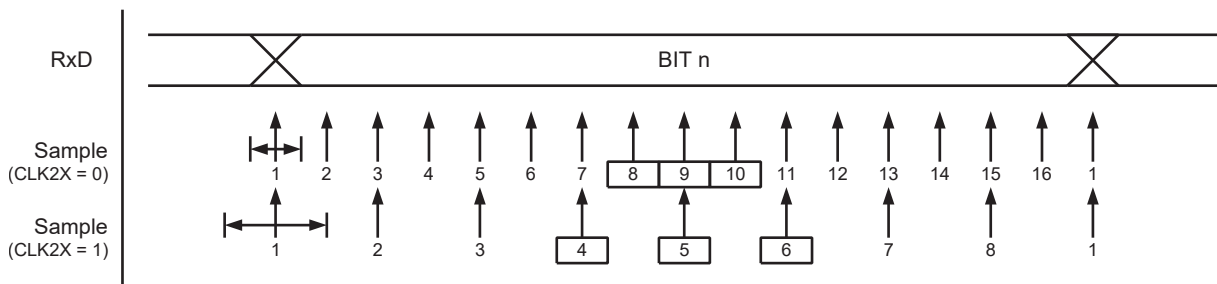 RxD BIT n
Sample
(CLK2X = 0)
1 2 3 4 5 6 7 8 9 10 11 12 13 14 15 16 1
Sample
(CLK2X = 1)
1 2 3 4 5 6 7 8 1